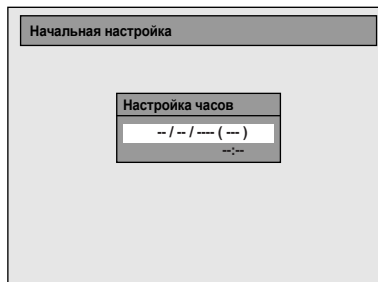 Начальная настройка
Настройка часов
-- / -- / ---- ( --- )
--:--